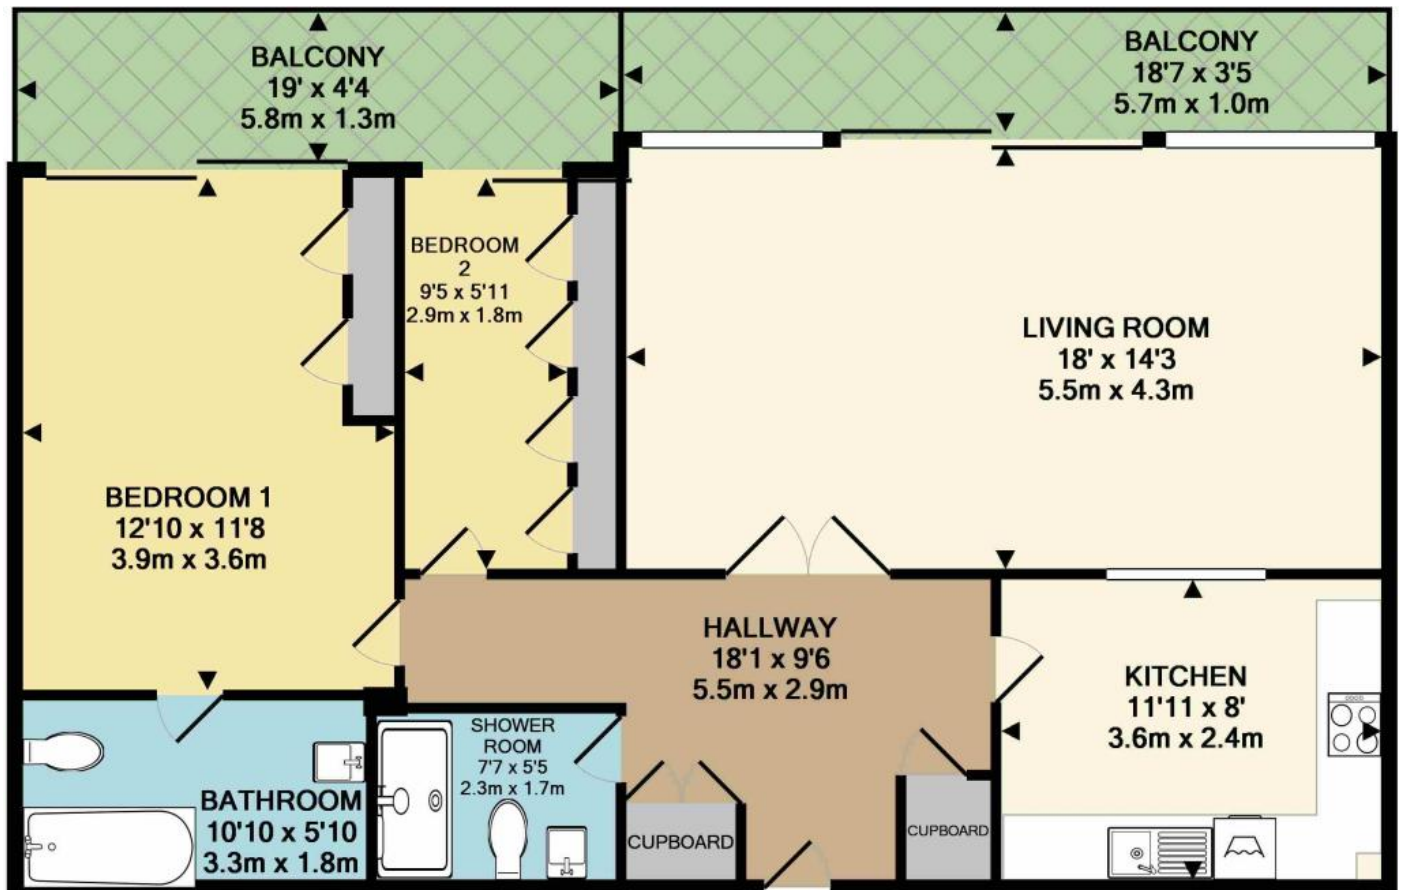 BALCONY
19' x 4'4
5.8m x 1.3m
BALCONY
18'7 x 3'5
5.7m x 1.0m
BEDROOM
2
9'5 x 5'11
2.9m x 1.8m
LIVING ROOM
18' x 14'3
5.5m x 4.3m
BEDROOM 1
12'10 x 11'8
3.9m x 3.6m
HALLWAY
18'1 x 9'6
5.5m x 2.9m
KITCHEN
11'11 x 8'
3.6m x 2.4m
SHOWER
ROOM
7'7 x 5'5
2.3m x 1.7m
BATHROOM
10'10 x 5'10
3.3m x 1.8m
CUPBOARD
CUPBOARD